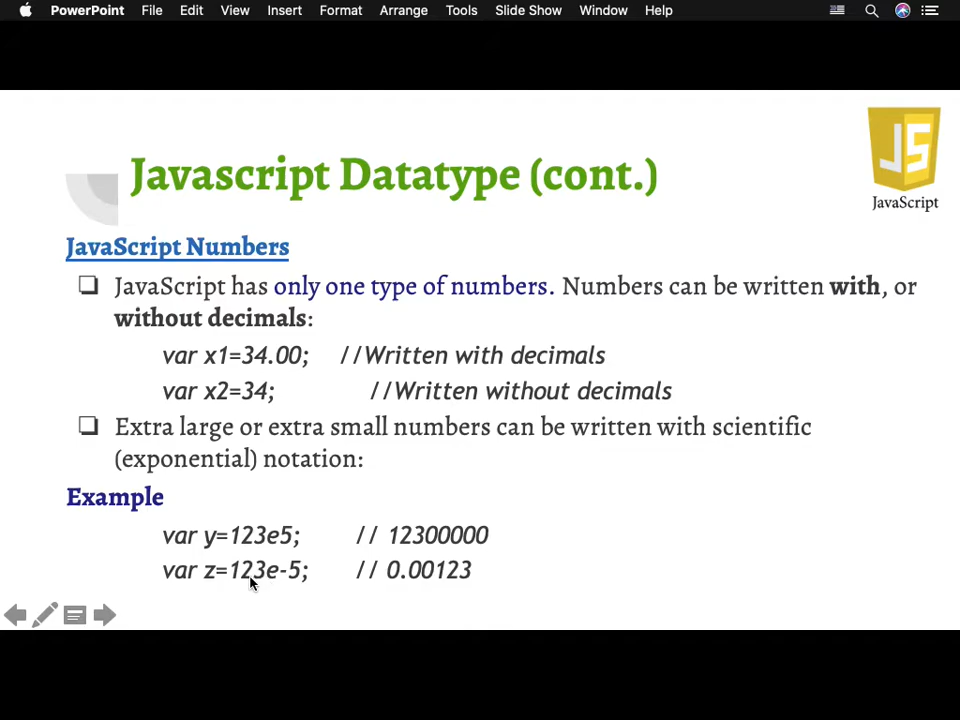 PowerPoint File Edit View Insert Format Arrange Tools Slide Show Window Help
Javascript Datatype (cont.)
JS
JavaScript
JavaScript Numbers
❏ JavaScript has only one type of numbers. Numbers can be written with, or
without decimals:
var x1=34.00; //Written with decimals
var x2=34; //Written without decimals
❏ Extra large or extra small numbers can be written with scientific
(exponential) notation:
Example
var y=123e5; // 12300000
var z=123e-5; // 0.00123